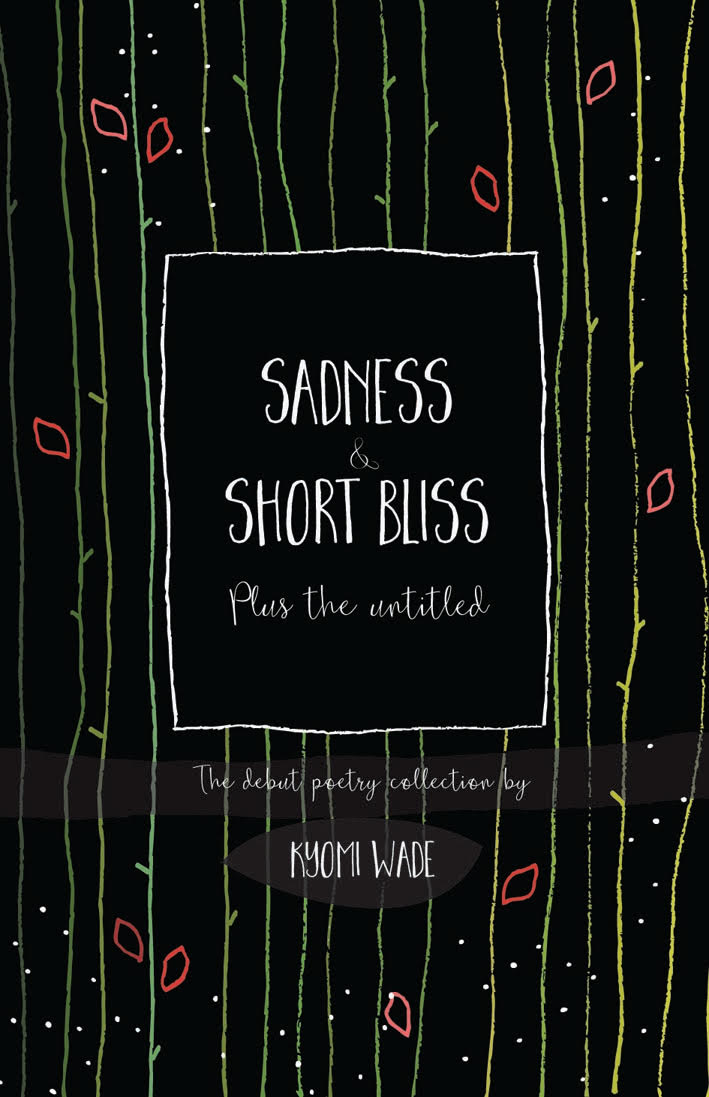 SADNESS
&
SHORT BLISS
Plus the untitled
The debut poetry collection by
KYOMI WADE